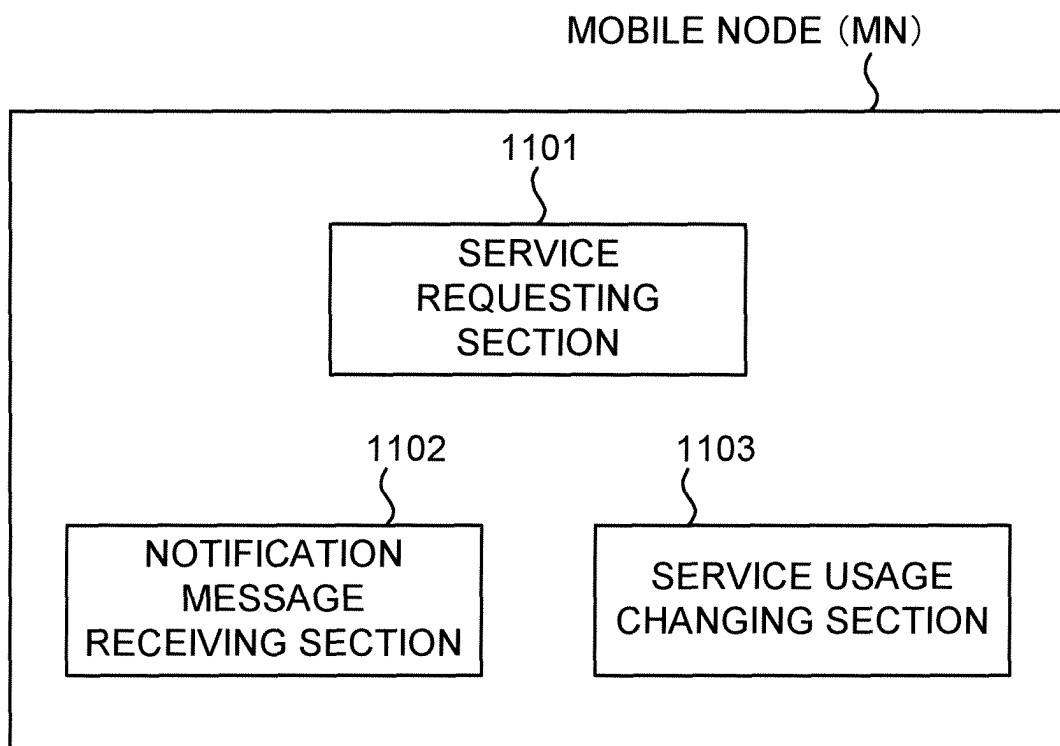 MOBILE NODE (MN)
1101
SERVICE
REQUESTING
SECTION
1102
NOTIFICATION
MESSAGE
RECEIVING SECTION
1103
SERVICE USAGE
CHANGING SECTION